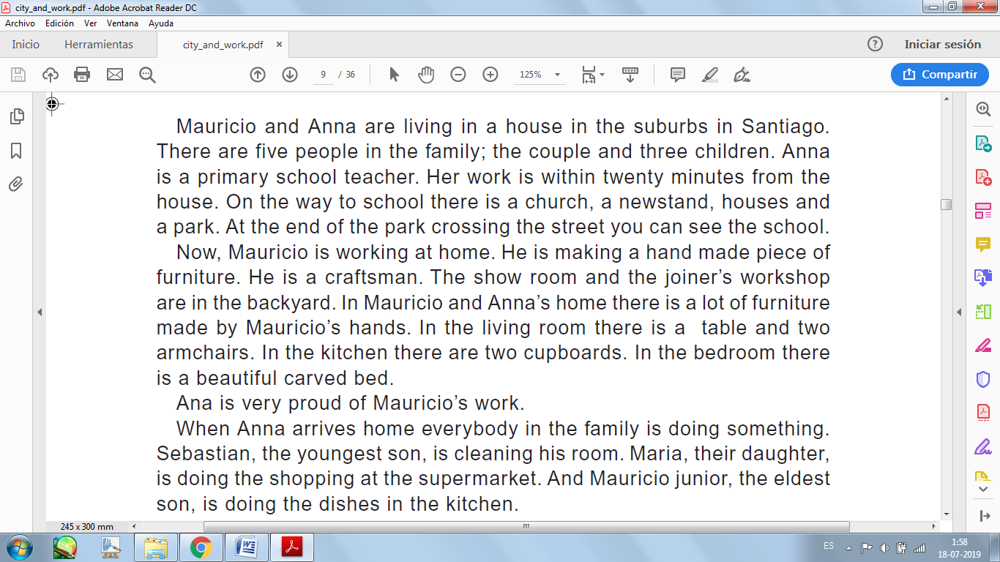 city_and_work.pdf - Adobe Acrobat Reader DC
Archivo Edición Ver Ventana Ayuda
Inicio Herramientas city_and_work.pdf × ? Iniciar sesión
9 / 36 125% Compartir
Mauricio and Anna are living in a house in the suburbs in Santiago.
There are five people in the family; the couple and three children. Anna
is a primary school teacher. Her work is within twenty minutes from the
house. On the way to school there is a church, a newstand, houses and
a park. At the end of the park crossing the street you can see the school.
Now, Mauricio is working at home. He is making a hand made piece of
furniture. He is a craftsman. The show room and the joiner’s workshop
are in the backyard. In Mauricio and Anna’s home there is a lot of furniture
made by Mauricio’s hands. In the living room there is a table and two
armchairs. In the kitchen there are two cupboards. In the bedroom there
is a beautiful carved bed.
Ana is very proud of Mauricio’s work.
When Anna arrives home everybody in the family is doing something.
Sebastian, the youngest son, is cleaning his room. Maria, their daughter,
is doing the shopping at the supermarket. And Mauricio junior, the eldest
son, is doing the dishes in the kitchen.
245 x 300 mm
ES 1:58
18-07-2019